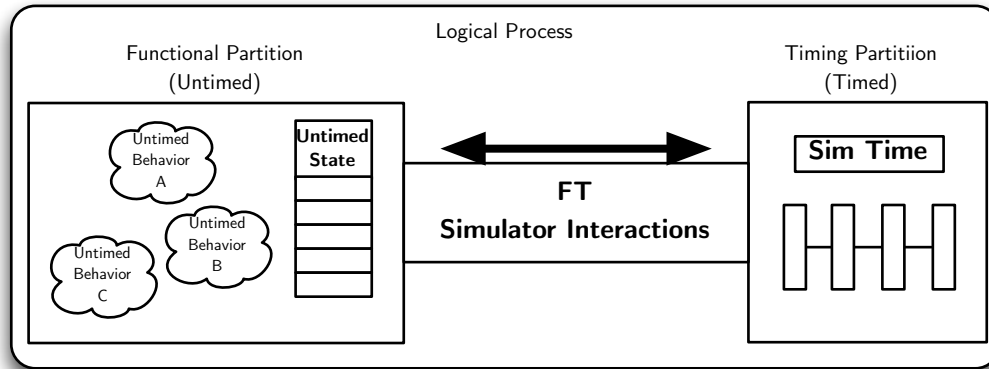 Logical Process
Functional Partition
(Untimed)
Timing Partitiion
(Timed)
Untimed
Behavior
A
Untimed
Behavior
B
Untimed
Behavior
C
Untimed
State
FT
Simulator Interactions
Sim Time